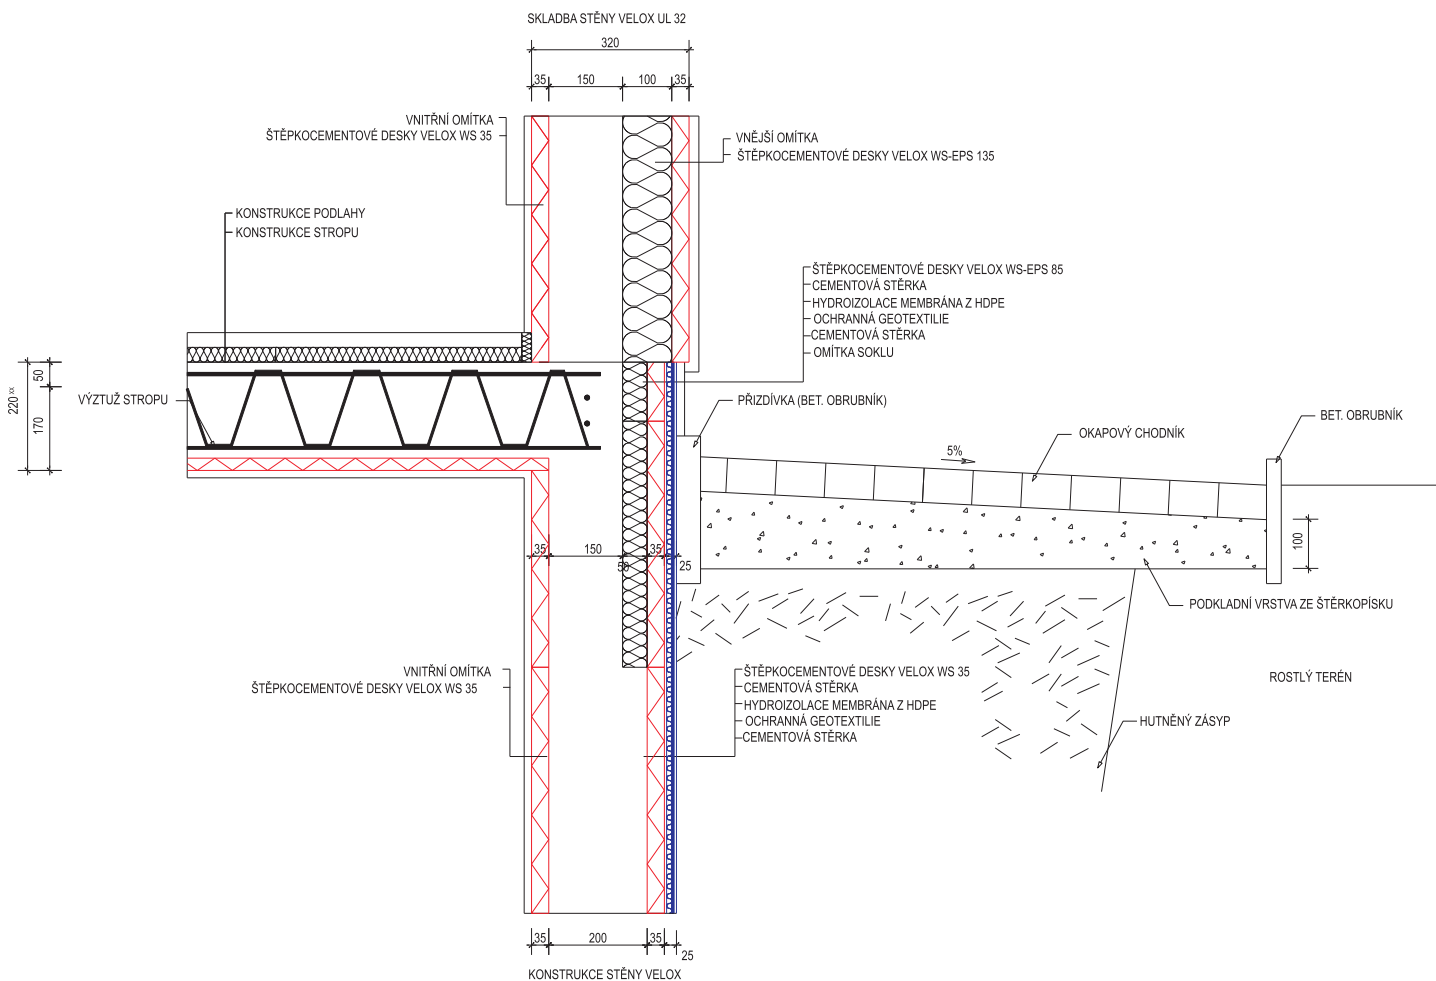 SKLADBA STĚNY VELOX UL 32
320
35
150
100
35
VNITŘNÍ OMÍTKA
ŠTĚPKOCEMENTOVÉ DESKY VELOX WS 35
VNĚJŠÍ OMÍTKA
ŠTĚPKOCEMENTOVÉ DESKY VELOX WS-EPS 135
KONSTRUKCE PODLAHY
KONSTRUKCE STROPU
ŠTĚPKOCEMENTOVÉ DESKY VELOX WS-EPS 85
CEMENTOVÁ STĚRKA
HYDROIZOLACE MEMBRÁNA Z HDPE
OCHRANNÁ GEOTEXTILIE
CEMENTOVÁ STĚRKA
OMÍTKA SOKLU
50
220 xx
170
VÝZTUŽ STROPU
PŘIZDÍVKA (BET. OBRUBNÍK)
BET. OBRUBNÍK
OKAPOVÝ CHODNÍK
5%
35
150
50
35
25
100
PODKLADNÍ VRSTVA ZE ŠTĚRKOPÍSKU
ROSTLÝ TERÉN
VNITŘNÍ OMÍTKA
ŠTĚPKOCEMENTOVÉ DESKY VELOX WS 35
ŠTĚPKOCEMENTOVÉ DESKY VELOX WS 35
CEMENTOVÁ STĚRKA
HYDROIZOLACE MEMBRÁNA Z HDPE
OCHRANNÁ GEOTEXTILIE
CEMENTOVÁ STĚRKA
HUTNĚNÝ ZÁSYP
35
200
35
25
KONSTRUKCE STĚNY VELOX